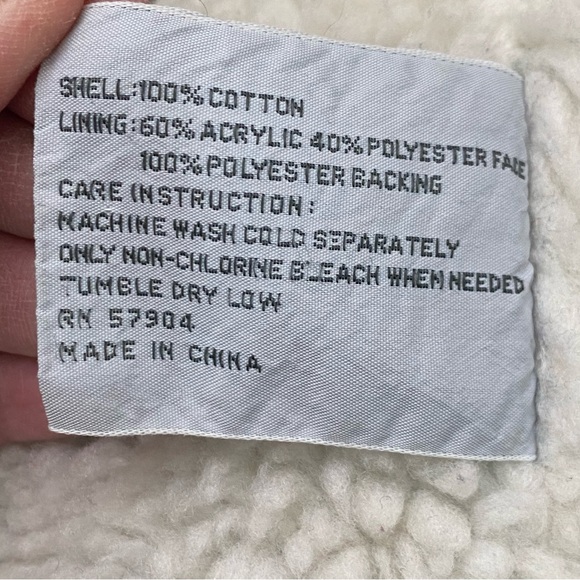 SHELL:100% COTTON
LINING:60% ACRYLIC 40% POLYESTER FACE
100% POLYESTER BACKING
CARE INSTRUCTION:
MACHINE WASH COLD SEPARATELY
ONLY NON-CHLORINE BLEACH WHEN NEEDED
TUMBLE DRY LOW
RN 57904
MADE IN CHINA